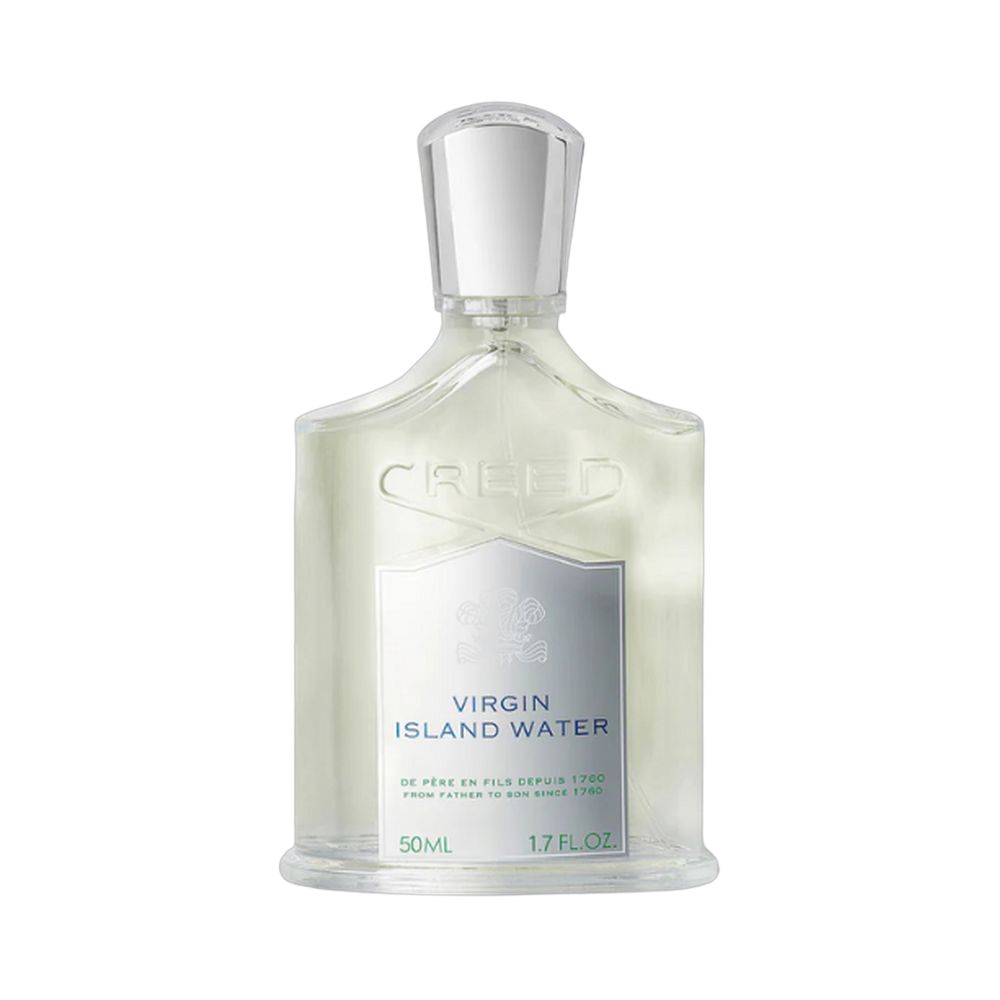 CREED
VIRGIN
ISLAND WATER
DE PÈRE EN FILS DEPUIS 1760
FROM FATHER TO SON SINCE 1760
50ML 1.7 FL.OZ.